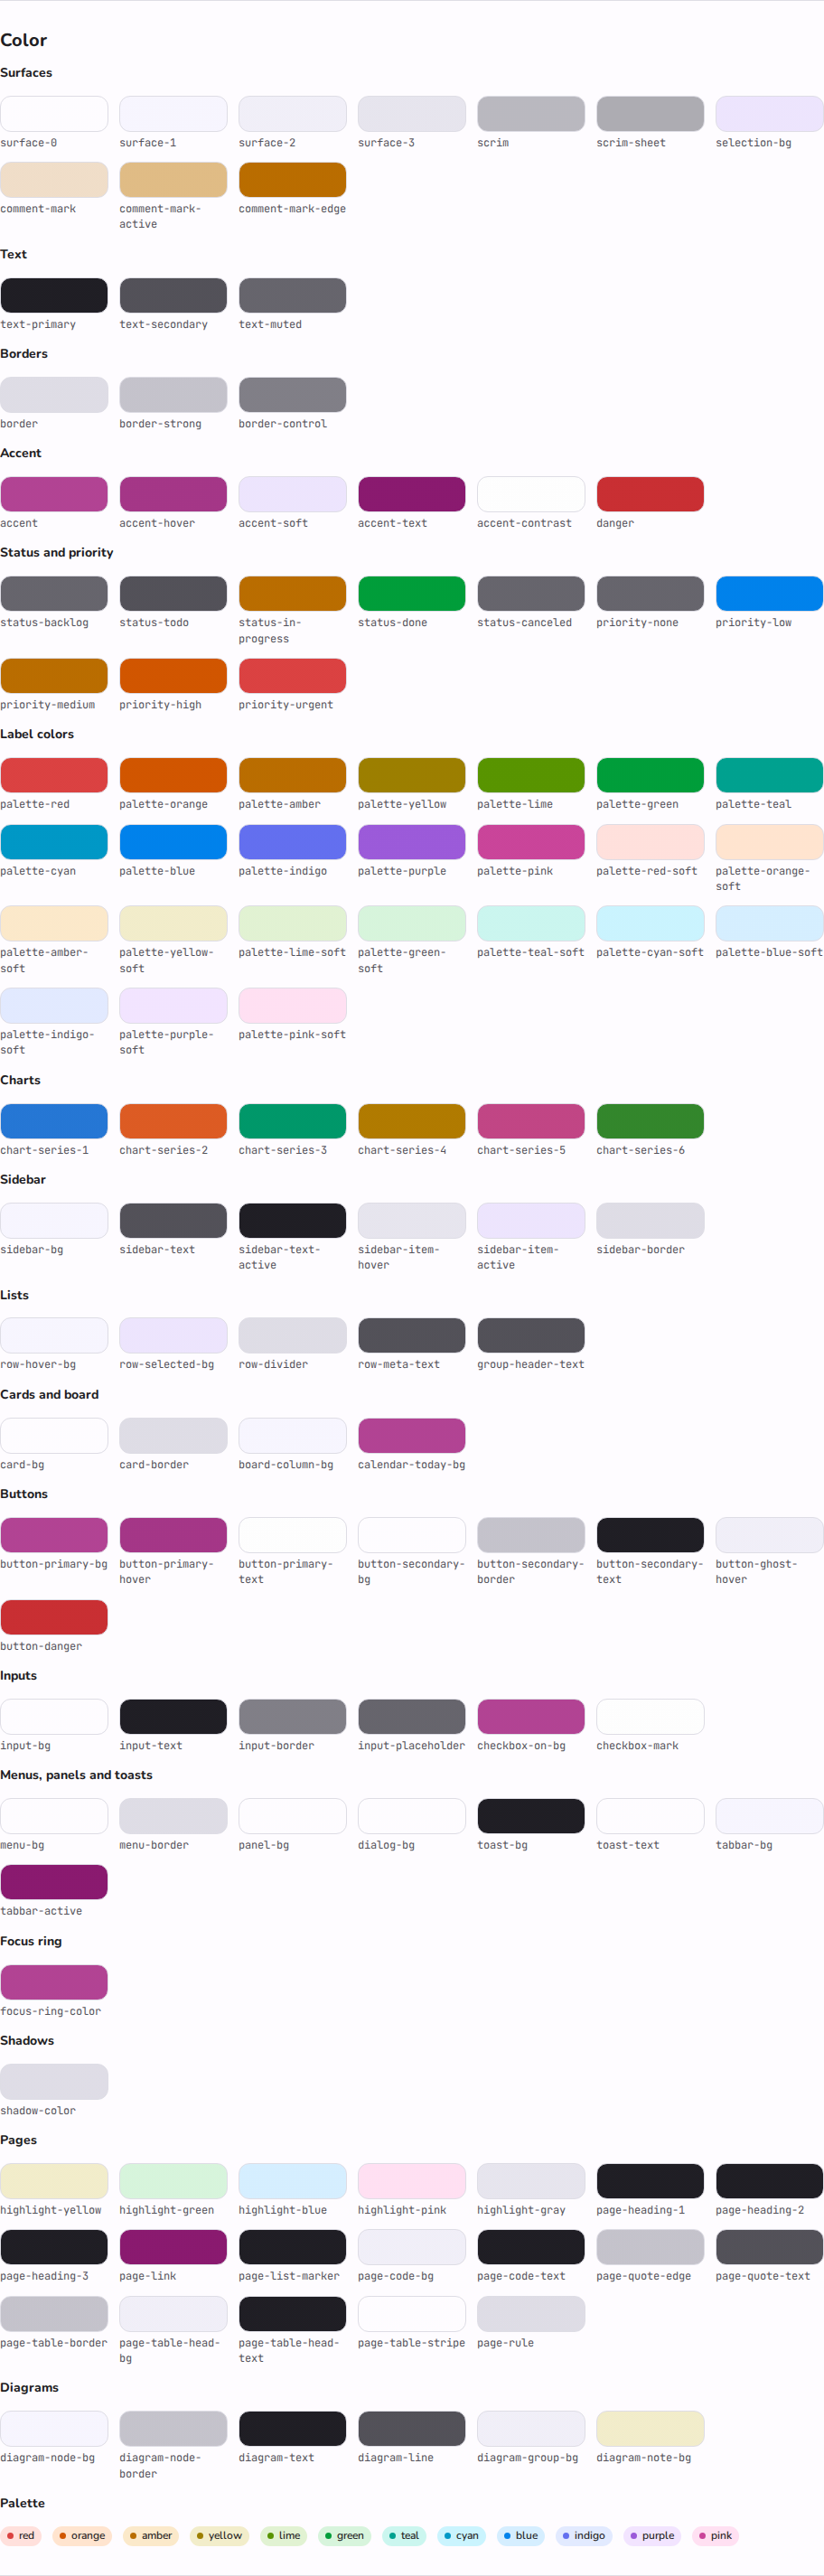 Color
Surfaces
surface-0 surface-1 surface-2 surface-3 scrim scrim-sheet selection-bg
comment-mark comment-mark- comment-mark-edge
active
Text
text-primary text-secondary text-muted
Borders
border border-strong border-control
Accent
accent accent-hover accent-soft accent-text accent-contrast danger
Status and priority
status-backlog status-todo status-in- status-done status-canceled priority-none priority-low
progress
priority-medium priority-high priority-urgent
Label colors
palette-red palette-orange palette-amber palette-yellow palette-lime palette-green palette-teal
palette-cyan palette-blue palette-indigo palette-purple palette-pink palette-red-soft palette-orange-
soft
palette-amber- palette-yellow- palette-lime-soft palette-green- palette-teal-soft palette-cyan-soft palette-blue-soft
soft soft soft
palette-indigo- palette-purple- palette-pink-soft
soft soft
Charts
chart-series-1 chart-series-2 chart-series-3 chart-series-4 chart-series-5 chart-series-6
Sidebar
sidebar-bg sidebar-text sidebar-text- sidebar-item- sidebar-item- sidebar-border
active hover active
Lists
row-hover-bg row-selected-bg row-divider row-meta-text group-header-text
Cards and board
card-bg card-border board-column-bg calendar-today-bg
Buttons
button-primary-bg button-primary- button-primary- button-secondary- button-secondary- button-secondary- button-ghost-
hover text bg border text hover
button-danger
Inputs
input-bg input-text input-border input-placeholder checkbox-on-bg checkbox-mark
Menus, panels and toasts
menu-bg menu-border panel-bg dialog-bg toast-bg toast-text tabbar-bg
tabbar-active
Focus ring
focus-ring-color
Shadows
shadow-color
Pages
highlight-yellow highlight-green highlight-blue highlight-pink highlight-gray page-heading-1 page-heading-2
page-heading-3 page-link page-list-marker page-code-bg page-code-text page-quote-edge page-quote-text
page-table-border page-table-head- page-table-head- page-table-stripe page-rule
bg text
Diagrams
diagram-node-bg diagram-node- diagram-text diagram-line diagram-group-bg diagram-note-bg
border
Palette
red orange amber yellow lime green teal cyan blue indigo purple pink